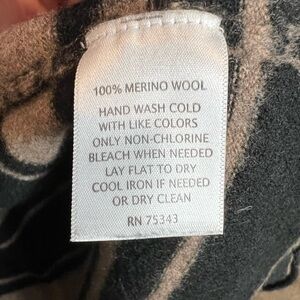 100% MERINO WOOL
HAND WASH COLD
WITH LIKE COLORS
ONLY NON-CHLORINE
BLEACH WHEN NEEDED
LAY FLAT TO DRY
COOL IRON IF NEEDED
OR DRY CLEAN
RN 75343